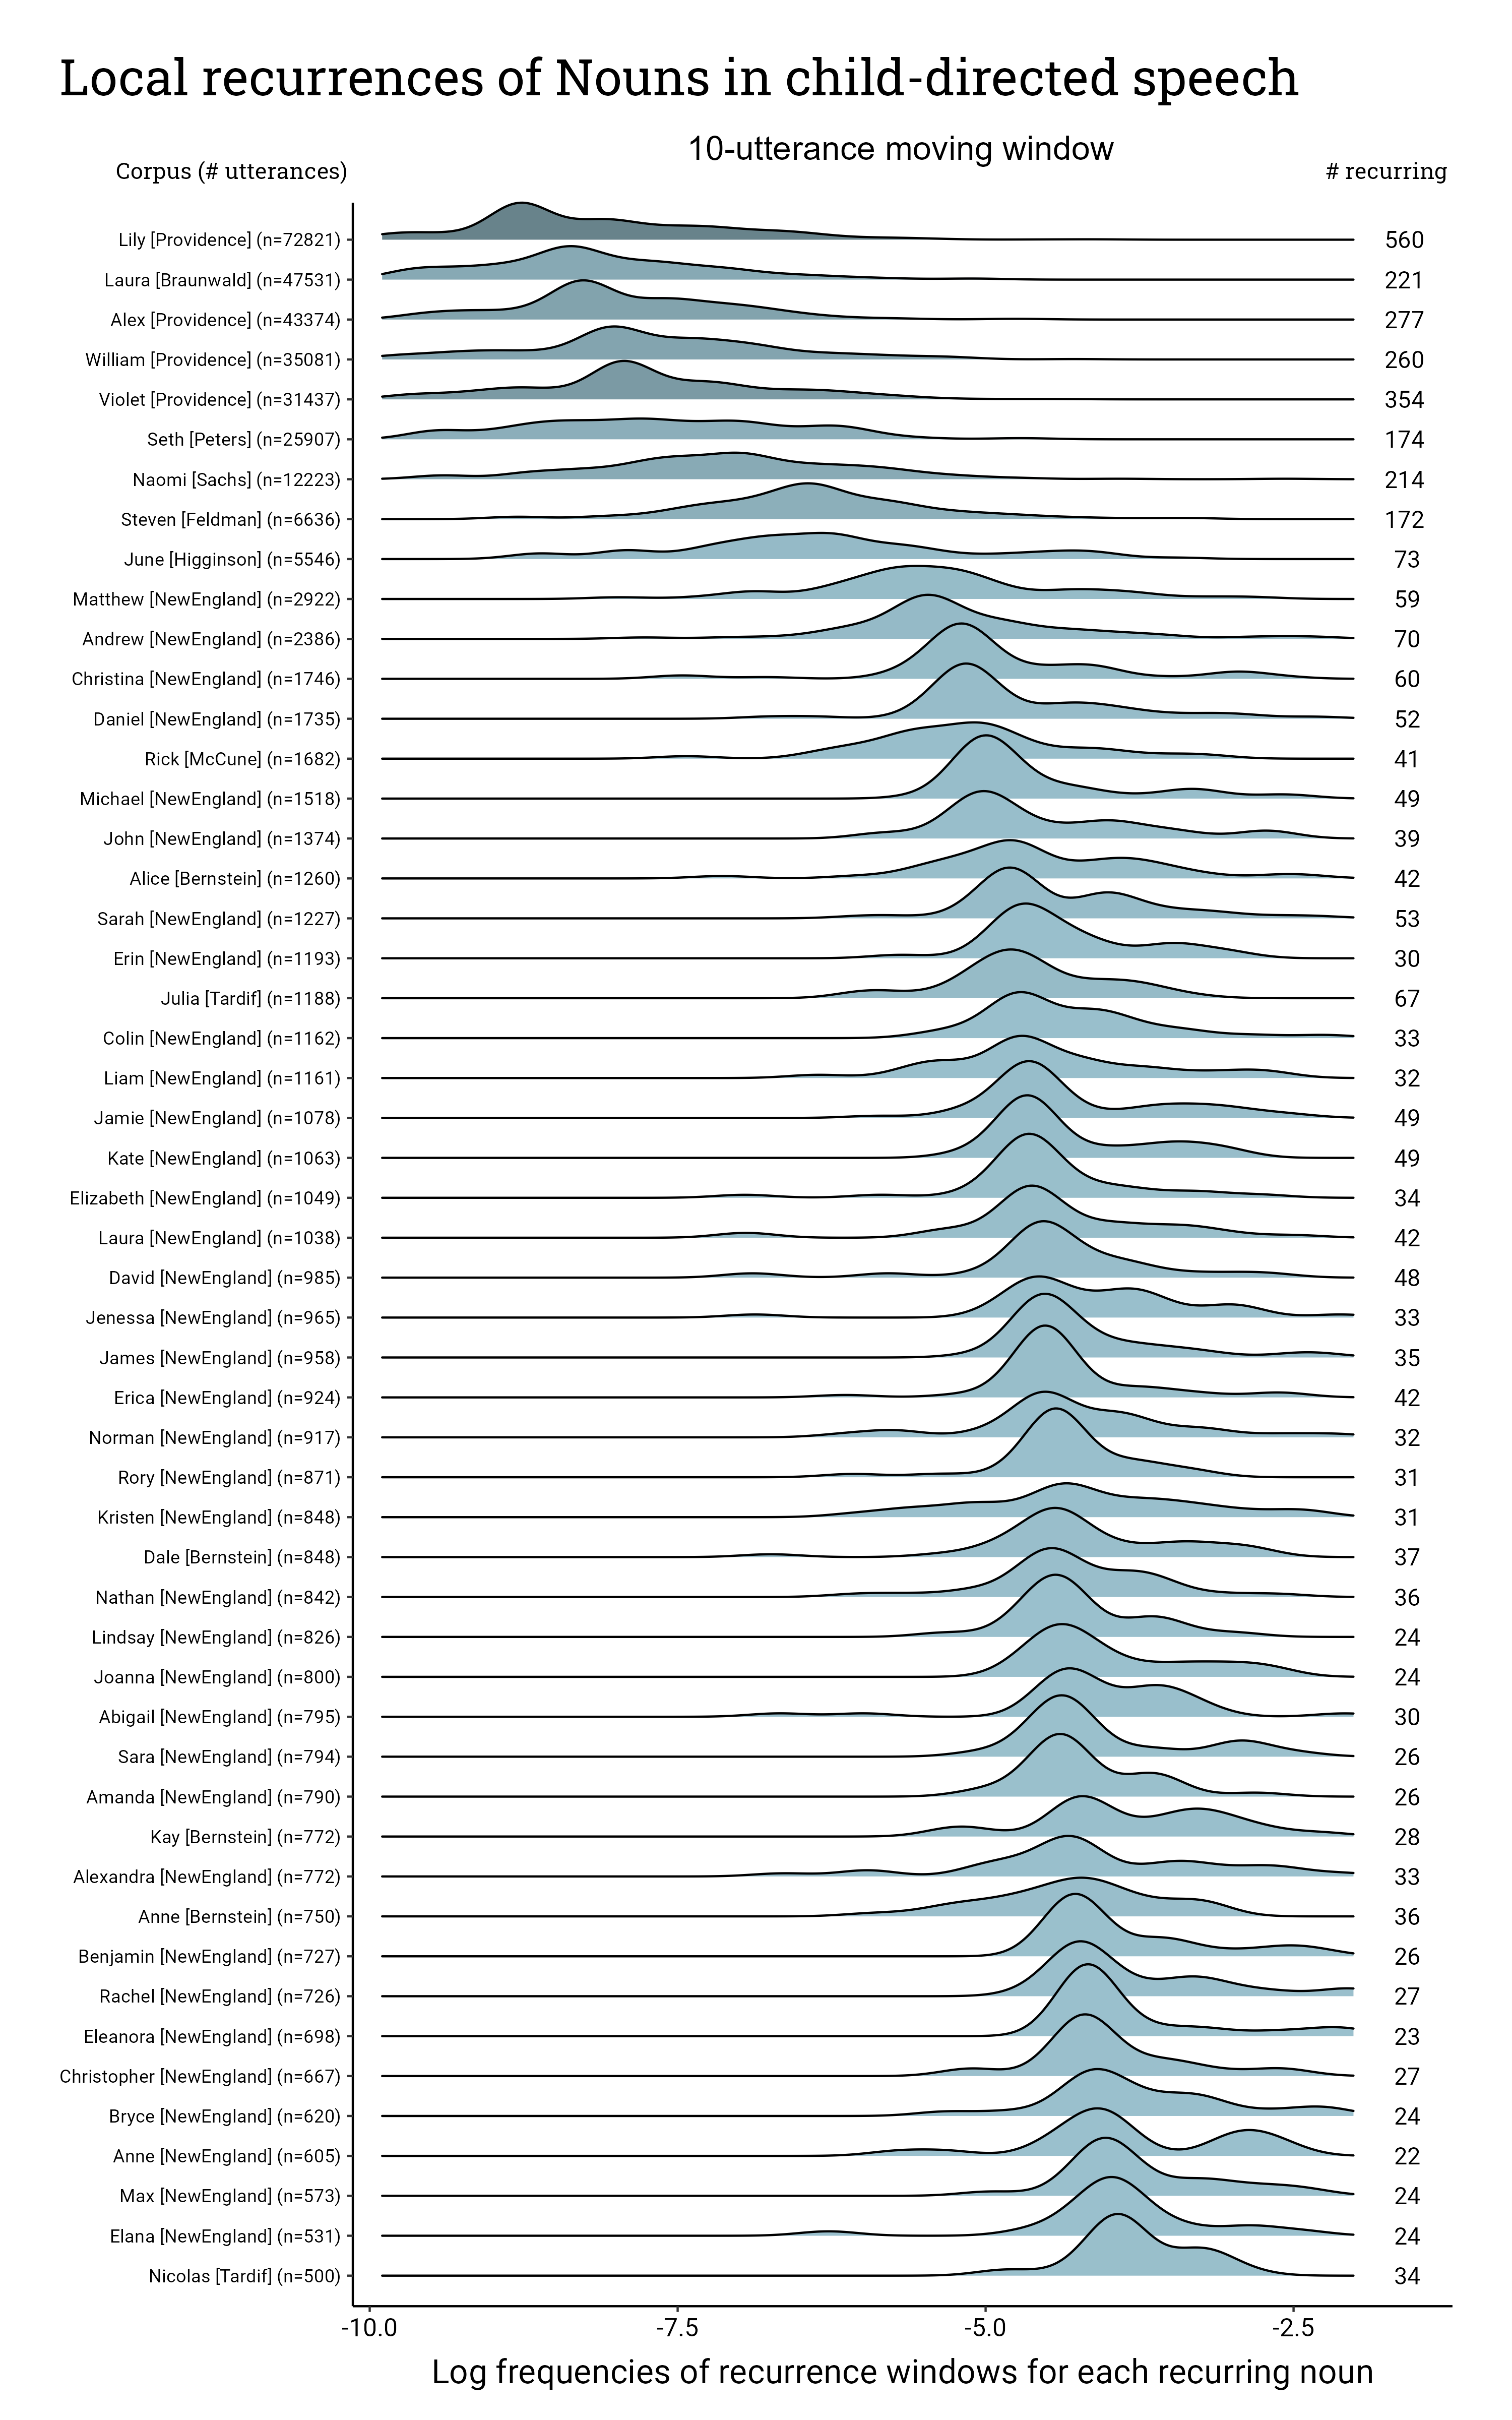 Local recurrences of Nouns in child-directed speech
10-utterance moving window
Corpus (# utterances) # recurring
Lily [Providence] (n=72821) 560
Laura [Braunwald] (n=47531) 221
Alex [Providence] (n=43374) 277
William [Providence] (n=35081) 260
Violet [Providence] (n=31437) 354
Seth [Peters] (n=25907) 174
Naomi [Sachs] (n=12223) 214
Steven [Feldman] (n=6636) 172
June [Higginson] (n=5546) 73
Matthew [NewEngland] (n=2922) 59
Andrew [NewEngland] (n=2386) 70
Christina [NewEngland] (n=1746) 60
Daniel [NewEngland] (n=1735) 52
Rick [McCune] (n=1682) 41
Michael [NewEngland] (n=1518) 49
John [NewEngland] (n=1374) 39
Alice [Bernstein] (n=1260) 42
Sarah [NewEngland] (n=1227) 53
Erin [NewEngland] (n=1193) 30
Julia [Tardif] (n=1188) 67
Colin [NewEngland] (n=1162) 33
Liam [NewEngland] (n=1161) 32
Jamie [NewEngland] (n=1078) 49
Kate [NewEngland] (n=1063) 49
Elizabeth [NewEngland] (n=1049) 34
Laura [NewEngland] (n=1038) 42
David [NewEngland] (n=985) 48
Jenessa [NewEngland] (n=965) 33
James [NewEngland] (n=958) 35
Erica [NewEngland] (n=924) 42
Norman [NewEngland] (n=917) 32
Rory [NewEngland] (n=871) 31
Kristen [NewEngland] (n=848) 31
Dale [Bernstein] (n=848) 37
Nathan [NewEngland] (n=842) 36
Lindsay [NewEngland] (n=826) 24
Joanna [NewEngland] (n=800) 24
Abigail [NewEngland] (n=795) 30
Sara [NewEngland] (n=794) 26
Amanda [NewEngland] (n=790) 26
Kay [Bernstein] (n=772) 28
Alexandra [NewEngland] (n=772) 33
Anne [Bernstein] (n=750) 36
Benjamin [NewEngland] (n=727) 26
Rachel [NewEngland] (n=726) 27
Eleanora [NewEngland] (n=698) 23
Christopher [NewEngland] (n=667) 27
Bryce [NewEngland] (n=620) 24
Anne [NewEngland] (n=605) 22
Max [NewEngland] (n=573) 24
Elana [NewEngland] (n=531) 24
Nicolas [Tardif] (n=500) 34
-10.0 -7.5 -5.0 -2.5
Log frequencies of recurrence windows for each recurring noun